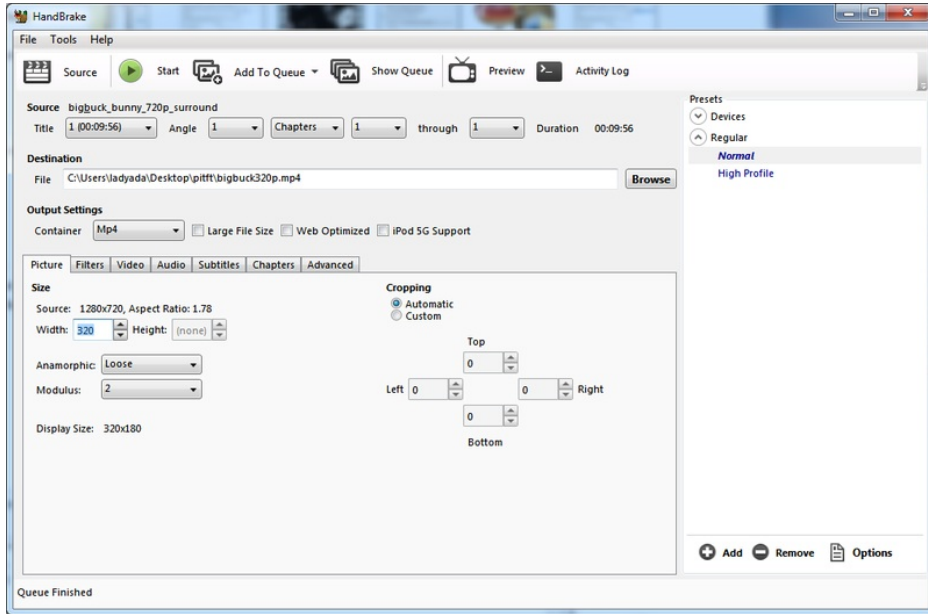 HandBrake
File Tools Help
Source Start Add To Queue Show Queue Preview Activity Log
Source bigbuck_bunny_720p_surround
Title 1 (00:09:56) Angle 1 Chapters 1 through 1 Duration 00:09:56
Destination
File C:\Users\ladyada\Desktop\pitft\bigbuck320p.mp4 Browse
Output Settings
Container Mp4 Large File Size Web Optimized iPod 5G Support
Picture Filters Video Audio Subtitles Chapters Advanced
Size
Source: 1280x720, Aspect Ratio: 1.78
Width: 320 Height: (none)
Anamorphic: Loose
Modulus: 2
Display Size: 320x180
Cropping
Automatic
Custom
Top
0
Left 0 0 Right
0
Bottom
Presets
Devices
Regular
Normal
High Profile
Add Remove Options
Queue Finished